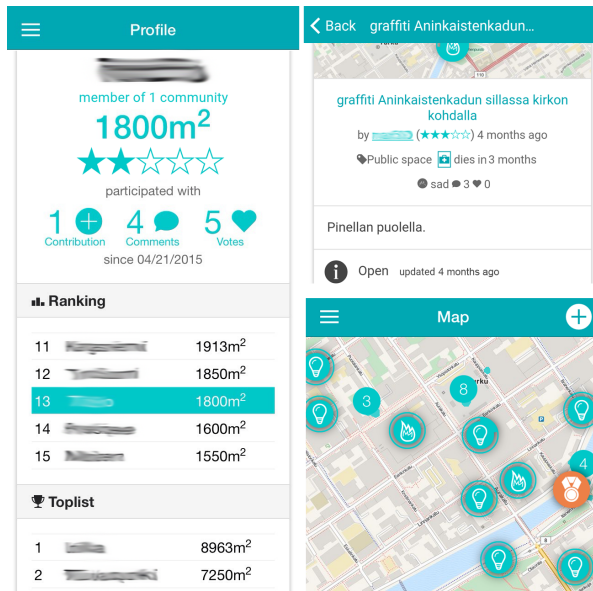 Profile
member of 1 community
1800m²
participated with
1 4 5
Contribution Comments Votes
since 04/21/2015
Ranking
11 1913m²
12 1850m²
13 1800m²
14 1600m²
15 1550m²
Toplist
1 8963m²
2 7250m²
Back graffiti Aninkaistenkadun...
110
graffiti Aninkaistenkadun sillassa kirkon
kohdalla
by (★★★☆☆) 4 months ago
Public space dies in 3 months
sad 3 0
Pinellan puolella.
Open updated 4 months ago
Map
3
8
rku
4
8